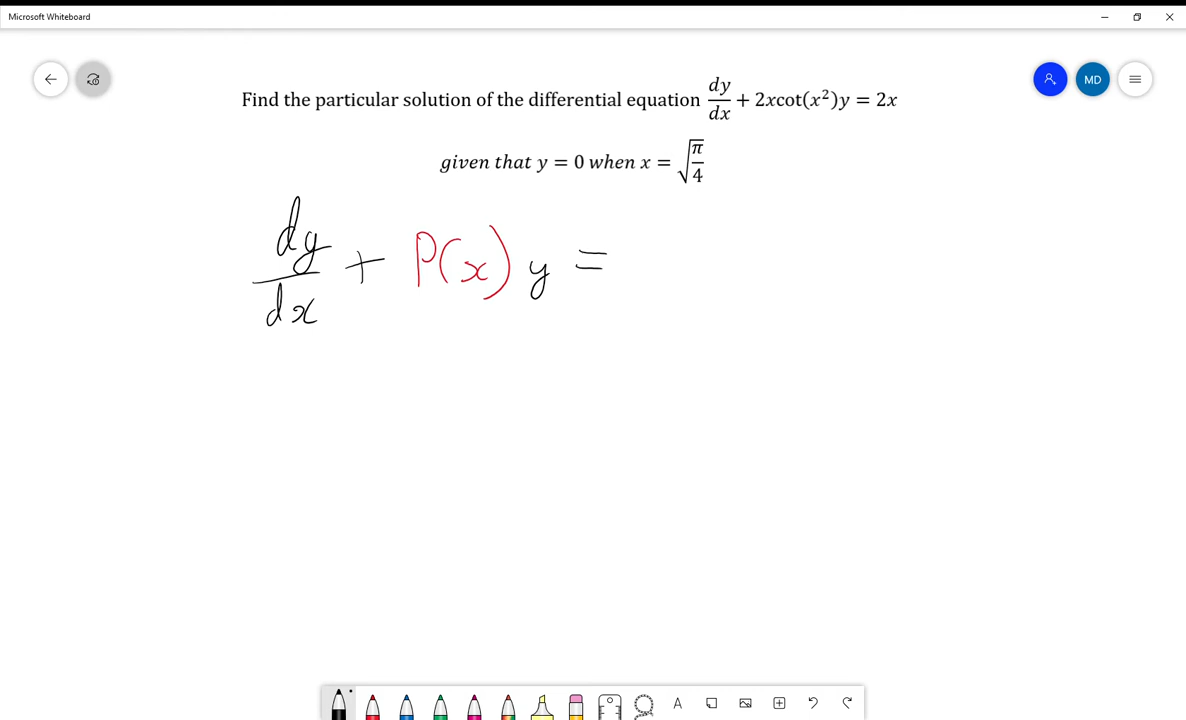 Microsoft Whiteboard
MD
Find the particular solution of the differential equation dy/dx + 2xcot(x²)y = 2x
given that y = 0 when x = √(π/4)
dy/dx + P(x) y =
A